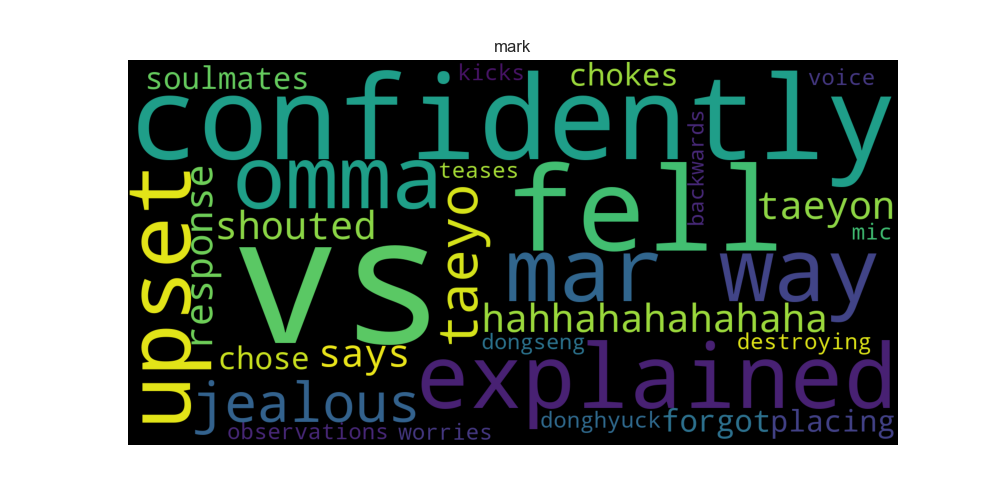 mark
soulmates
kicks
chokes
voice
confidently
omma
teases
backwards
fell
taeyon
mic
upset
response
shouted
taeyo
vs
mar
way
hahhahahahahaha
chose
says
dongseng
destroying
jealous
explained
observations
worries
donghyuck
forgot
placing